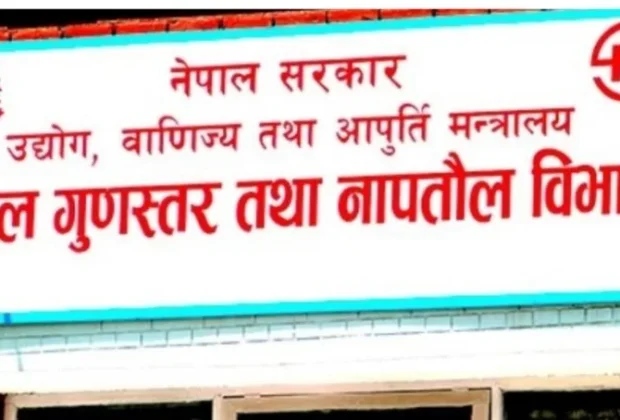 नेपाल सरकार
उद्योग, वाणिज्य तथा आपुर्ति मन्त्रालय
ल गुणस्तर तथा नापतौल विभा